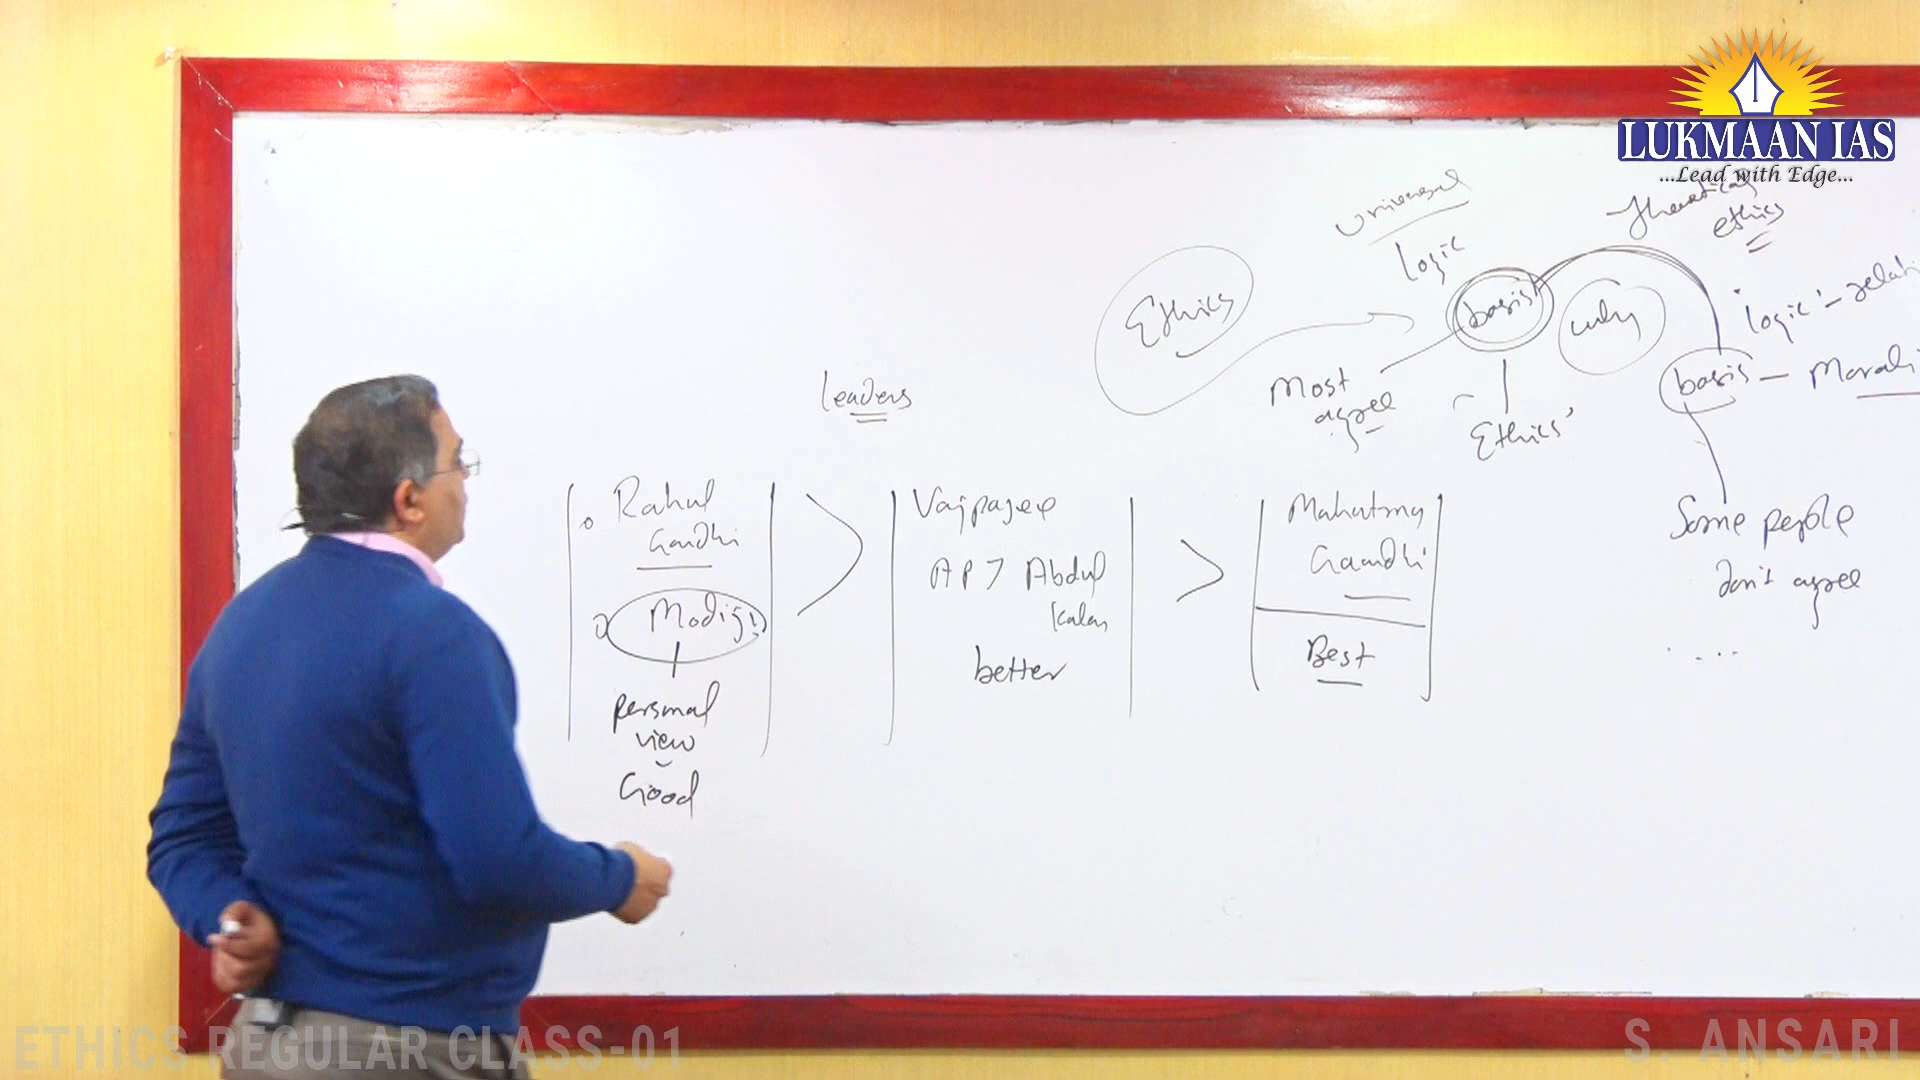 LUKMAAN IAS
...Lead with Edge...
universal
logic
Theoretical
ethics
Ethics
basis
why
'logic' -
Most
agree
'Ethics'
basis -
Some people
don't agree
.....
leaders
Rahul
Gandhi
Modiji
personal
view
Good
>
Vajpayee
AP J Abdul
Kalam
better
>
Mahatma
Gandhi
Best
ETHICS REGULAR CLASS-01
S. ANSARI